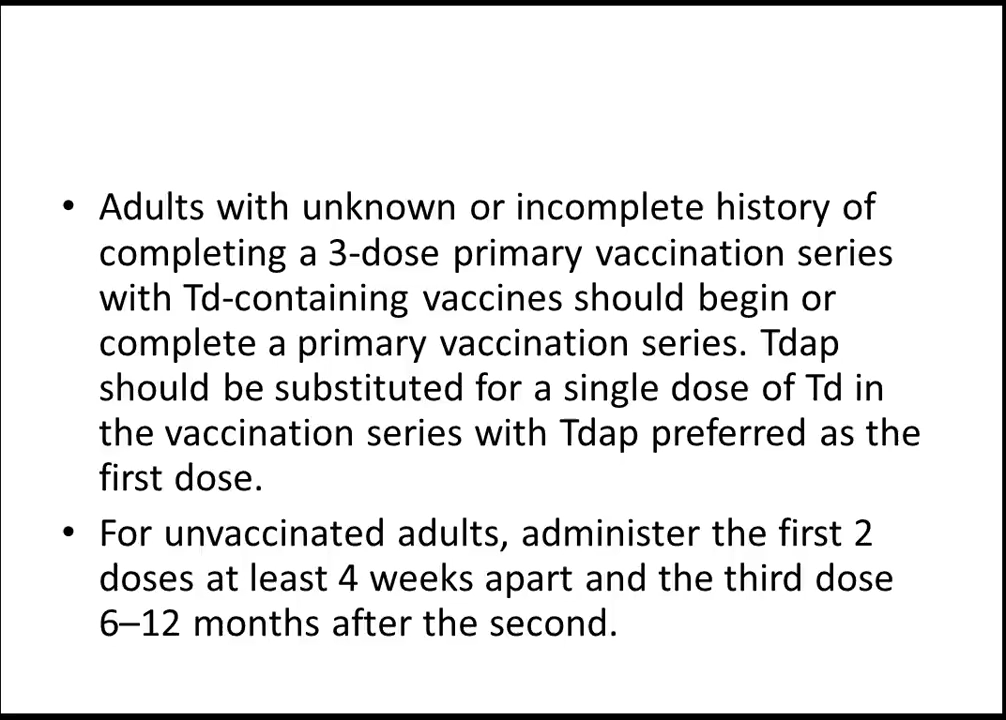 • Adults with unknown or incomplete history of
completing a 3-dose primary vaccination series
with Td-containing vaccines should begin or
complete a primary vaccination series. Tdap
should be substituted for a single dose of Td in
the vaccination series with Tdap preferred as the
first dose.
• For unvaccinated adults, administer the first 2
doses at least 4 weeks apart and the third dose
6–12 months after the second.